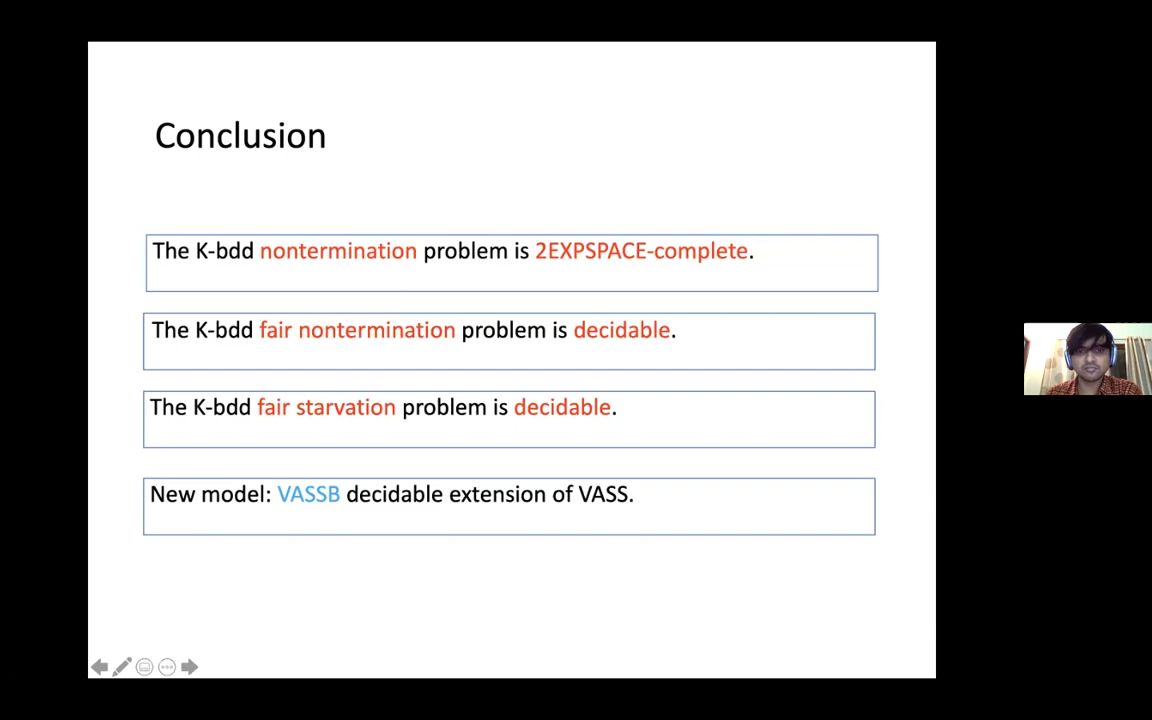 Conclusion
The K-bdd nontermination problem is 2EXPSPACE-complete.
The K-bdd fair nontermination problem is decidable.
The K-bdd fair starvation problem is decidable.
New model: VASSB decidable extension of VASS.